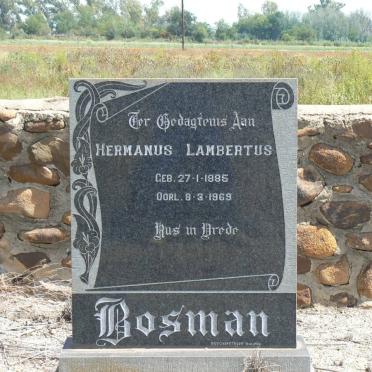 Ter Gedagtenis Aan
HERMANUS LAMBERTUS
GEB. 27·1·1885
OORL. 8·3·1969
Rus in Vrede
Bosman